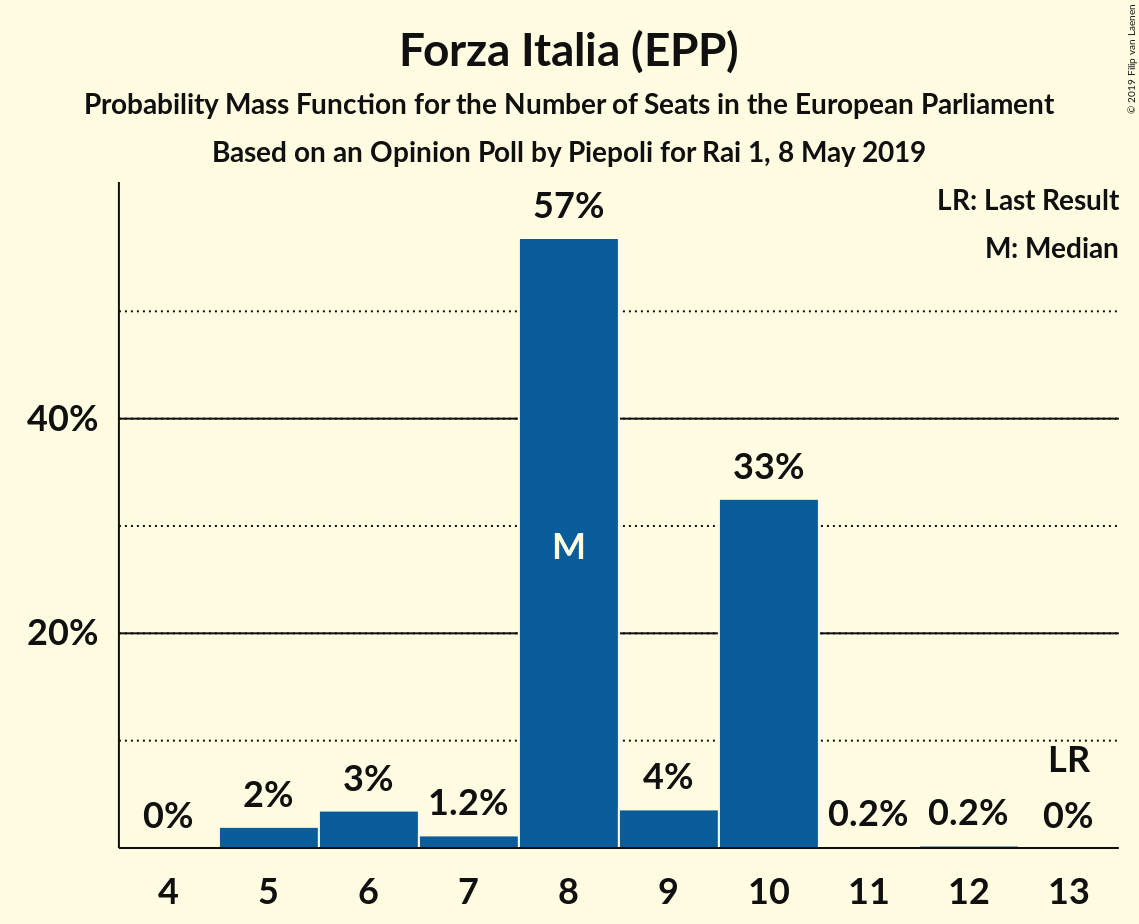 Forza Italia (EPP)
Probability Mass Function for the Number of Seats in the European Parliament
Based on an Opinion Poll by Piepoli for Rai 1, 8 May 2019
© 2019 Filip van Laenen
LR: Last Result
M: Median
57%
40%
33%
M
20%
LR
0%
2%
3%
1.2%
4%
0.2%
0.2%
0%
4 5 6 7 8 9 10 11 12 13